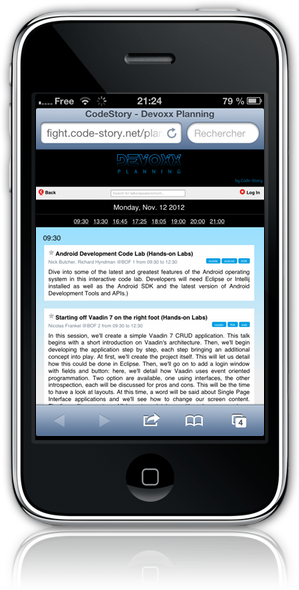 Free 21:24 79 %
CodeStory - Devoxx Planning
fight.code-story.net/plan Rechercher
DEVOXX
PLANNING
by Code Story
Back Log In
Monday, Nov. 12 2012
09:30 13:30 16:45 17:25 18:05 19:00 20:00 21:00
09:30
Android Development Code Lab (Hands-on Labs)
Nick Butcher, Richard Hyndman @BOF 1 from 09:30 to 12:30
Dive into some of the latest and greatest features of the Android operating
system in this interactive code lab. Developers will need Eclipse or Intellij
installed as well as the Android SDK and the latest version of Android
Development Tools and APIs.)
Starting off Vaadin 7 on the right foot (Hands-on Labs)
Nicolas Frankel @BOF 2 from 09:30 to 12:30
In this session, we'll create a simple Vaadin 7 CRUD application. This talk
begins with a short introduction on Vaadin's architecture. Then, we'll begin
developing the application step by step, each step bringing an additional
concept into play. At first, we'll create the project itself. This will let us detail
how this could be done in Eclipse. Then, we'll go on to add a login window
with fields and button: here, we'll detail how Vaadin uses event oriented
programmation. Two option are available, one using interfaces, the other
introspection, each will be discussed for pros and cons. This will be the time
to have a look at layouts. At this time, a word will be said about Single Page
Interface applications and we'll see how to change our screen content.
4